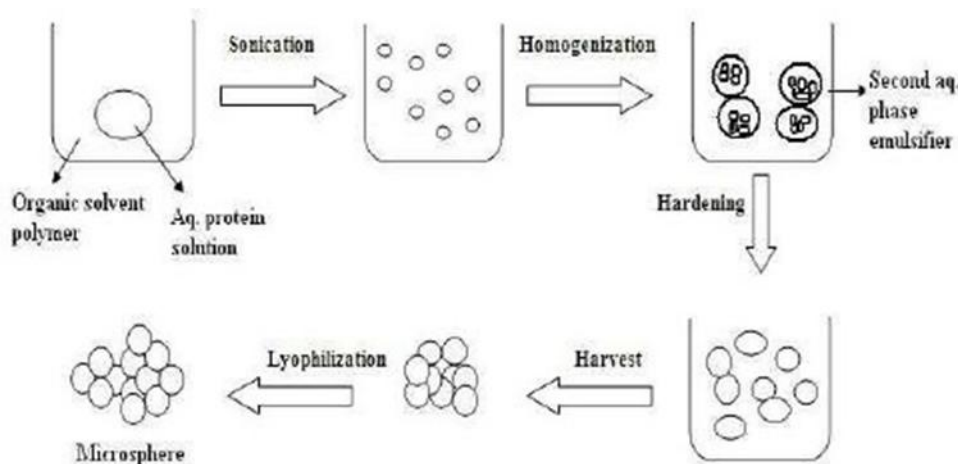 Sonication
Homogenization
Second aq.
phase
emulsifier
Organic solvent
polymer
Aq. protein
solution
Hardening
Lyophilization
Harvest
Microsphere